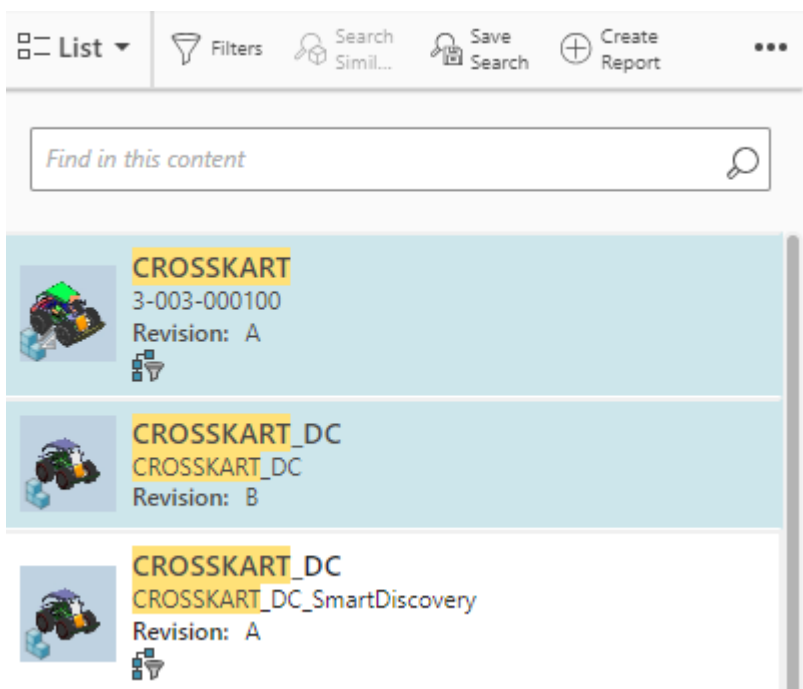 List
Filters
Search
Simil...
Save
Search
Create
Report
Find in this content
CROSSKART
3-003-000100
Revision: A
CROSSKART_DC
CROSSKART_DC
Revision: B
CROSSKART_DC
CROSSKART_DC_SmartDiscovery
Revision: A